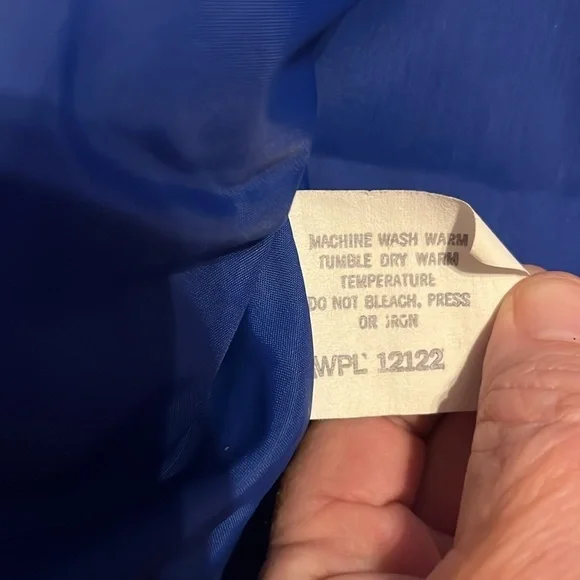 MACHINE WASH WARM
TUMBLE DRY WARM
TEMPERATURE
DO NOT BLEACH, PRESS
OR IRON
WPL 12122